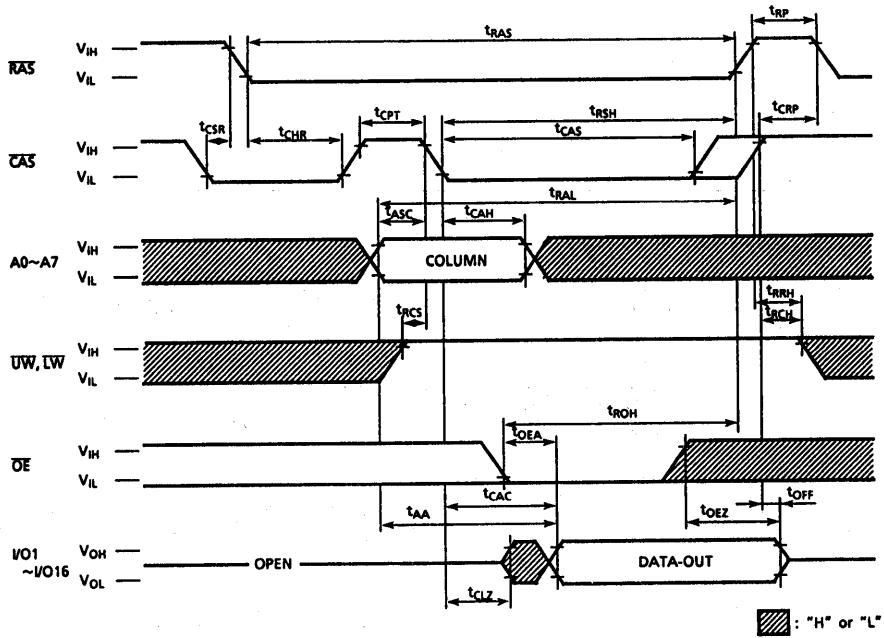 tRAS
tRP
RAS
VIH
VIL
tCSR
tCHR
tCPT
tRSH
tCAS
tCRP
CAS
VIH
VIL
tRAL
tASC
tCAH
A0~A7
VIH
VIL
COLUMN
tRCS
tRRH
tRCH
UW, LW
VIH
VIL
tROH
tOEA
OE
VIH
VIL
tCAC
tAA
tOEZ
tOFF
I/O1
~I/O16
VOH
VOL
OPEN
DATA-OUT
tCLZ
: "H" or "L"